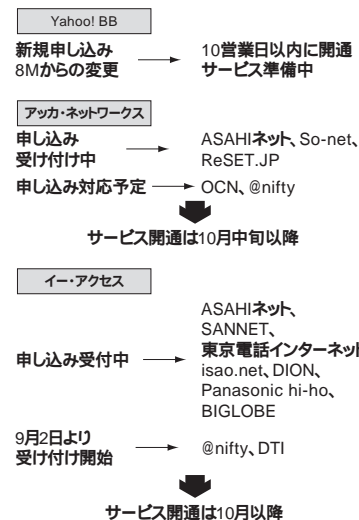 Yahoo! BB
新規申し込み
8Mからの変更
10営業日以内に開通
サービス準備中
アッカ・ネットワークス
申し込み
受け付け中
ASAHIネット、So-net、
ReSET.JP
申し込み対応予定
OCN、@nifty
サービス開通は10月中旬以降
イー・アクセス
申し込み受付中
ASAHIネット、
SANNET、
東京電話インターネット
isao.net、DION、
Panasonic hi-ho、
BIGLOBE
9月2日より
受け付け開始
@nifty、DTI
サービス開通は10月以降